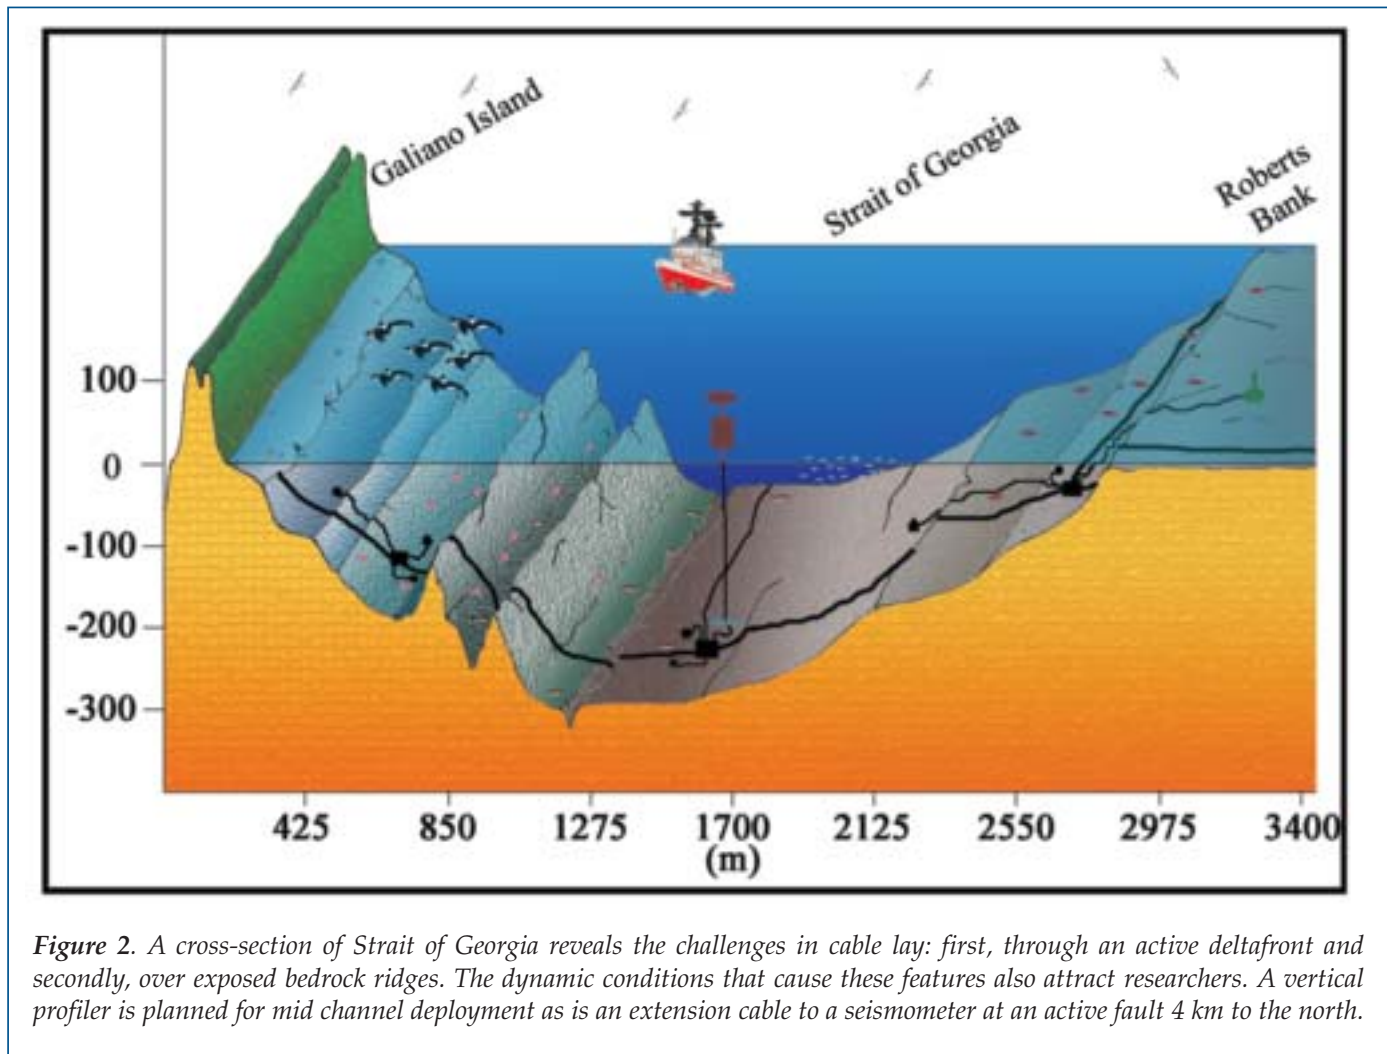 Galiano Island
Strait of Georgia
Roberts
Bank
100
0
-100
-200
-300
425 850 1275 1700 2125 2550 2975 3400
(m)
Figure 2. A cross-section of Strait of Georgia reveals the challenges in cable lay: first, through an active deltafront and
secondly, over exposed bedrock ridges. The dynamic conditions that cause these features also attract researchers. A vertical
profiler is planned for mid channel deployment as is an extension cable to a seismometer at an active fault 4 km to the north.